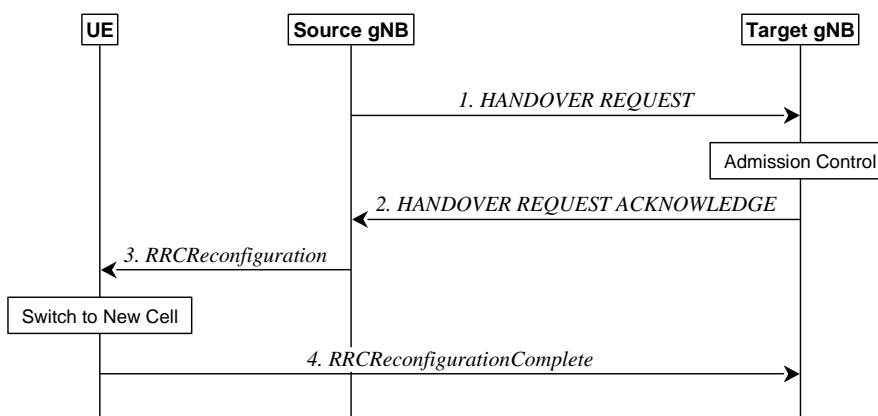 UE
Source gNB
Target gNB
1. HANDOVER REQUEST
Admission Control
2. HANDOVER REQUEST ACKNOWLEDGE
3. RRCReconfiguration
Switch to New Cell
4. RRCReconfigurationComplete